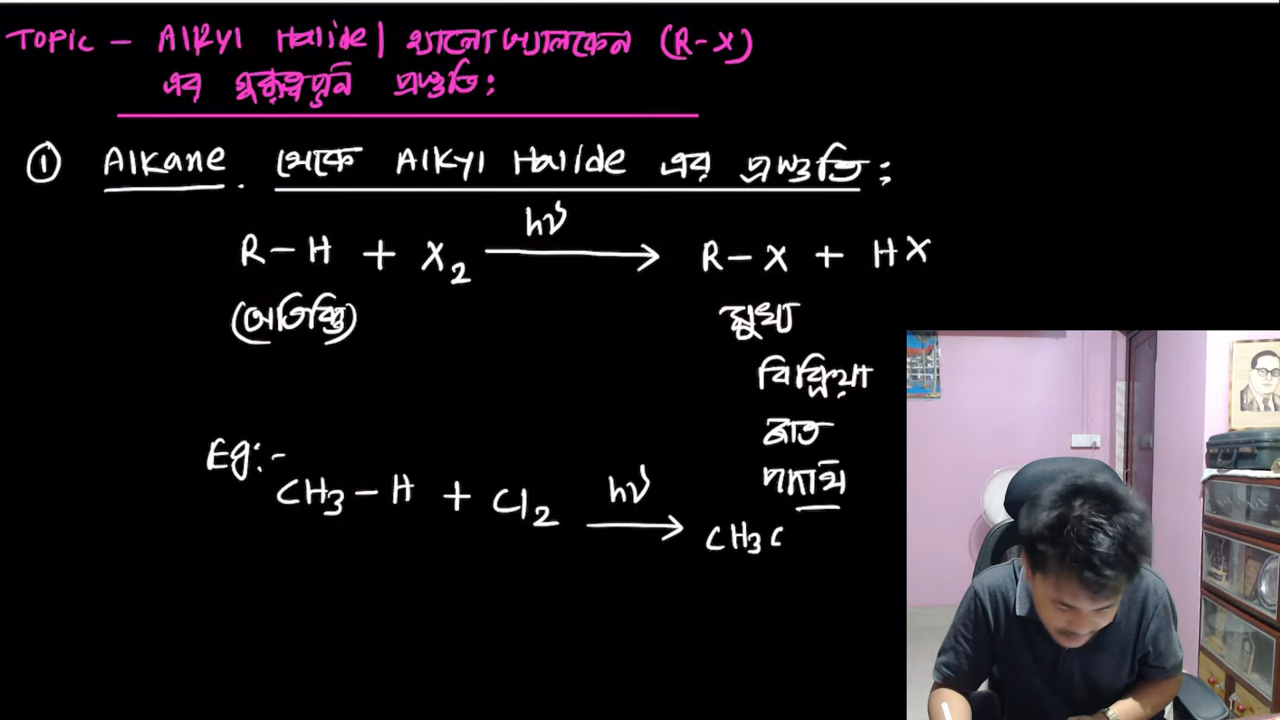 TOPIC - Alkyl Halide | হ্যালোঅ্যালকেন (R-X)
এর গুরুত্বপূর্ন প্রস্তুতি:
① Alkane থেকে Alkyl Halide এর প্রস্তুতি:
R-H + X₂ hν → R-X + HX
(অতিরিক্ত) মুখ্য
বিক্রিয়া
জাত
পদার্থ
Eg:-
CH₃-H + Cl₂ hν → CH₃C